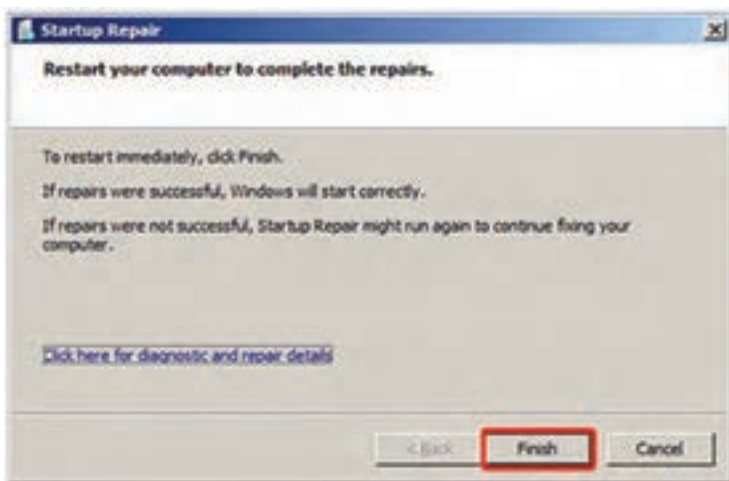 Startup Repair
Restart your computer to complete the repairs.
To restart immediately, click Finish.
If repairs were successful, Windows will start correctly.
If repairs were not successful, Startup Repair might run again to continue fixing your
computer.
Click here for diagnostic and repair details
< Back Finish Cancel